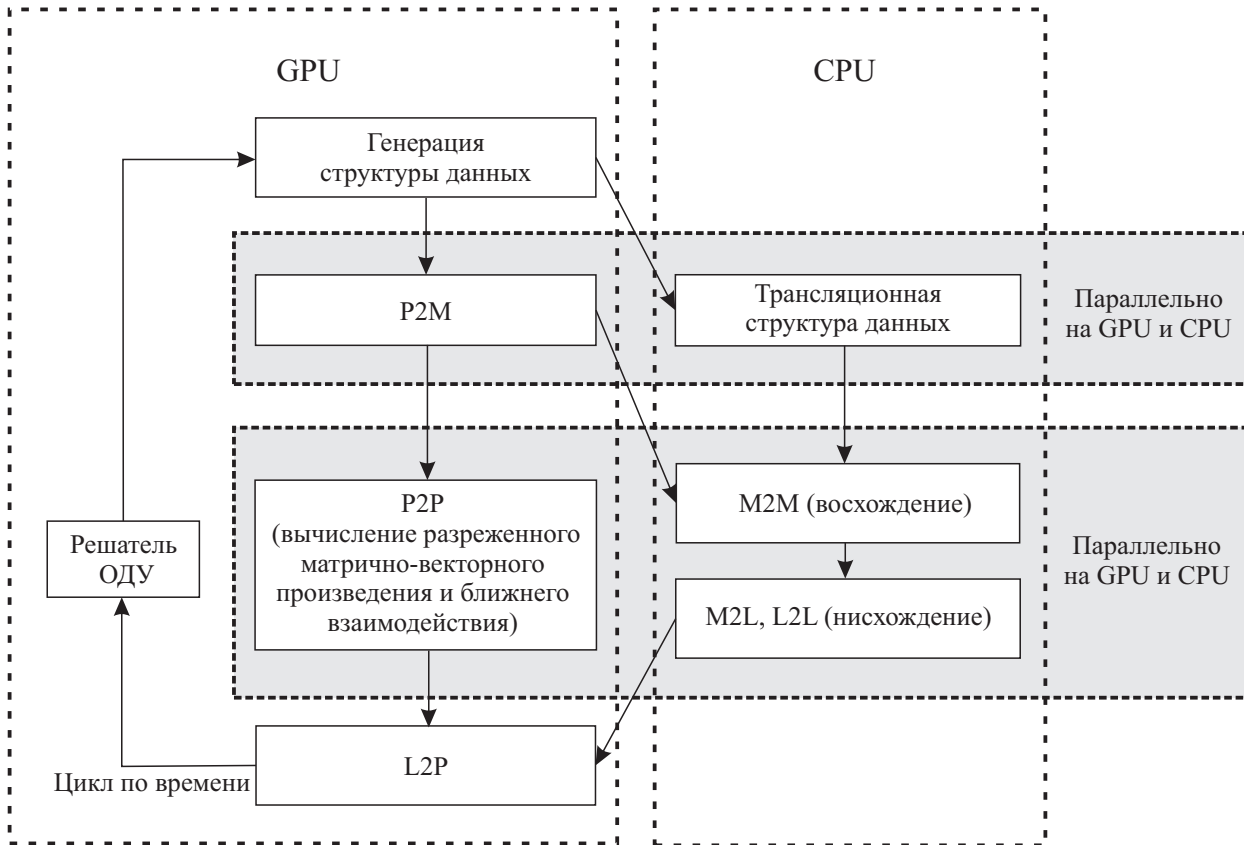 GPU
CPU
Генерация
структуры данных
P2M
Трансляционная
структура данных
Параллельно
на GPU и CPU
P2P
(вычисление разреженного
матрично-векторного
произведения и ближнего
взаимодействия)
M2M (восхождение)
M2L, L2L (нисхождение)
Параллельно
на GPU и CPU
Решатель
ОДУ
L2P
Цикл по времени